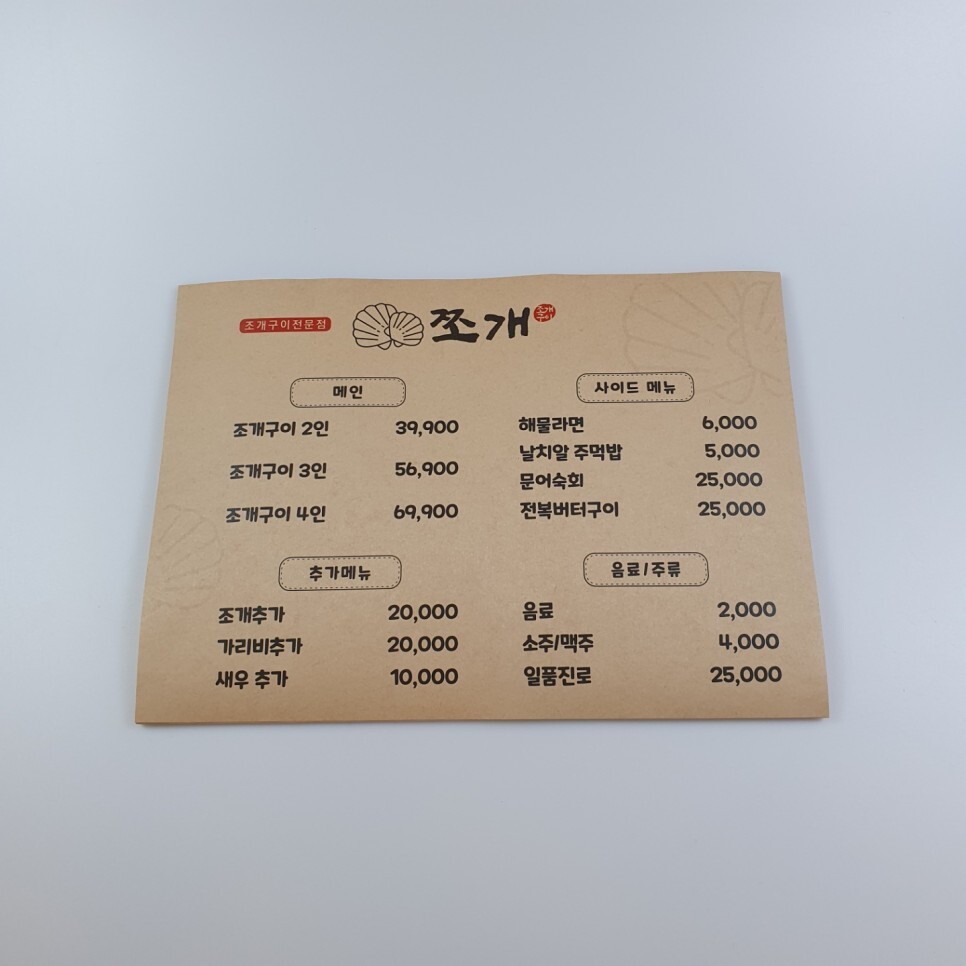 조개구이전문점
쪼개
조개
구이
메인
조개구이 2인 39,900
조개구이 3인 56,900
조개구이 4인 69,900
사이드 메뉴
해물라면 6,000
날치알 주먹밥 5,000
문어숙회 25,000
전복버터구이 25,000
추가메뉴
조개추가 20,000
가리비추가 20,000
새우 추가 10,000
음료/주류
음료 2,000
소주/맥주 4,000
일품진로 25,000